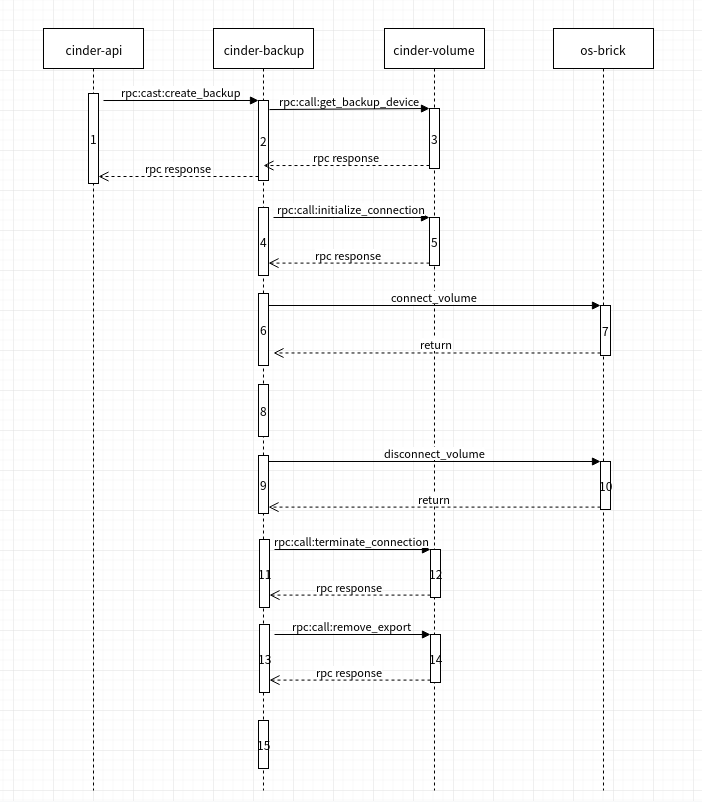 cinder-api
cinder-backup
cinder-volume
os-brick
rpc:cast:create_backup
rpc:call:get_backup_device
1
2
3
rpc response
rpc response
rpc:call:initialize_connection
4
5
rpc response
connect_volume
6
7
return
8
disconnect_volume
9
10
return
rpc:call:terminate_connection
11
12
rpc response
rpc:call:remove_export
13
14
rpc response
15